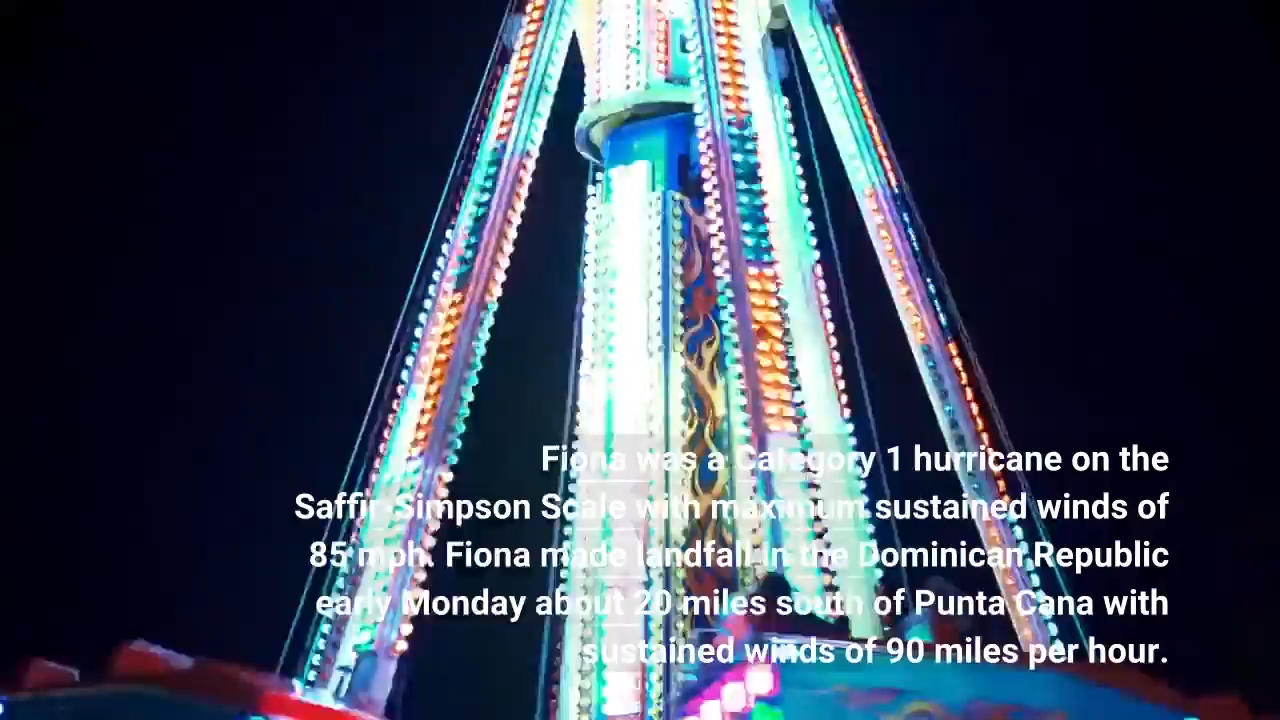 Fiona was a Category 1 hurricane on the
Saffir-Simpson Scale with maximum sustained winds of
85 mph. Fiona made landfall in the Dominican Republic
early Monday about 20 miles south of Punta Cana with
sustained winds of 90 miles per hour.